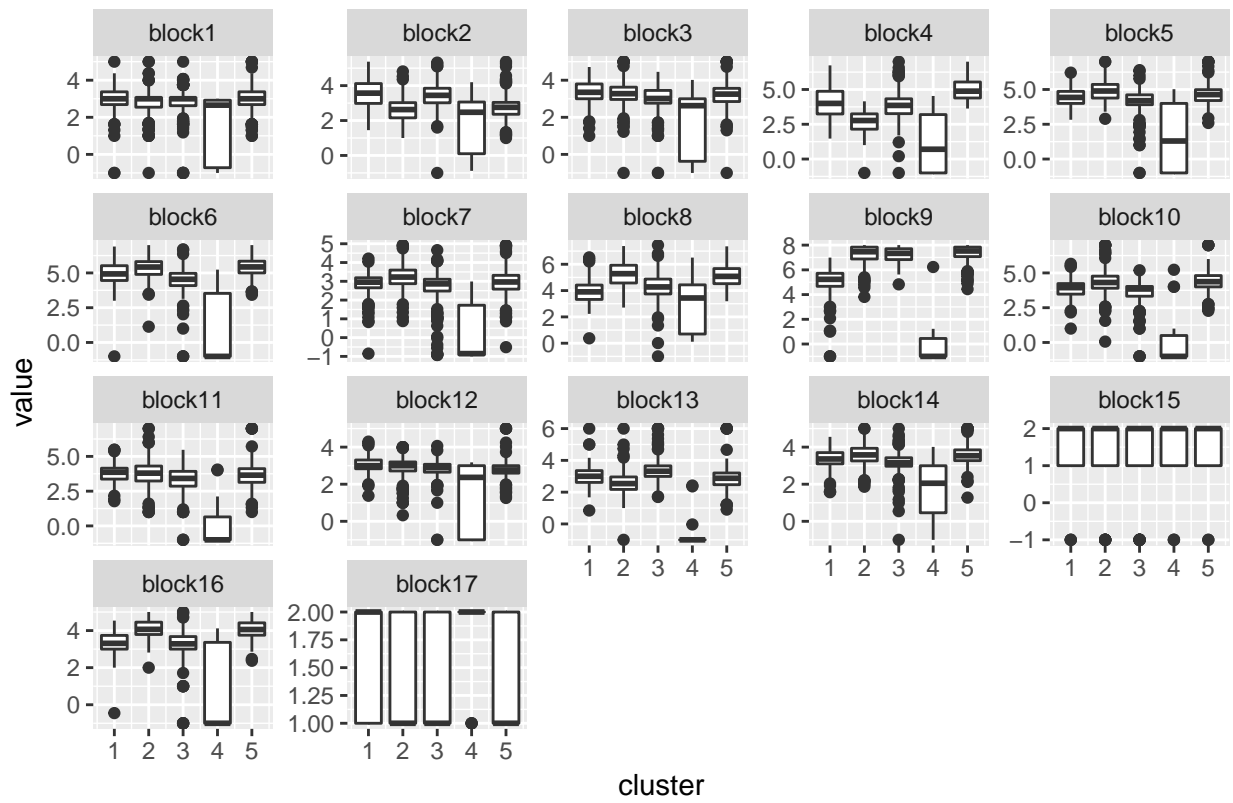 block1 block2 block3 block4 block5
4 4 4 5.0 5.0
2 2 2 2.5 2.5
0 0 0 0.0 0.0
block6 block7 block8 block9 block10
5.0 5 6 8 5.0
2.5 4 4 6 2.5
0.0 3 2 4 0.0
2 0 2
1 0
0
−1
value
block11 block12 block13 block14 block15
5.0 4 6 4 2
2.5 2 4 2 1
0.0 0 2 0 0
0 −1
1 2 3 4 5 1 2 3 4 5 1 2 3 4 5
block16 block17
4 2.00
2 1.75
0 1.50
1.25
1.00
1 2 3 4 5 1 2 3 4 5
cluster